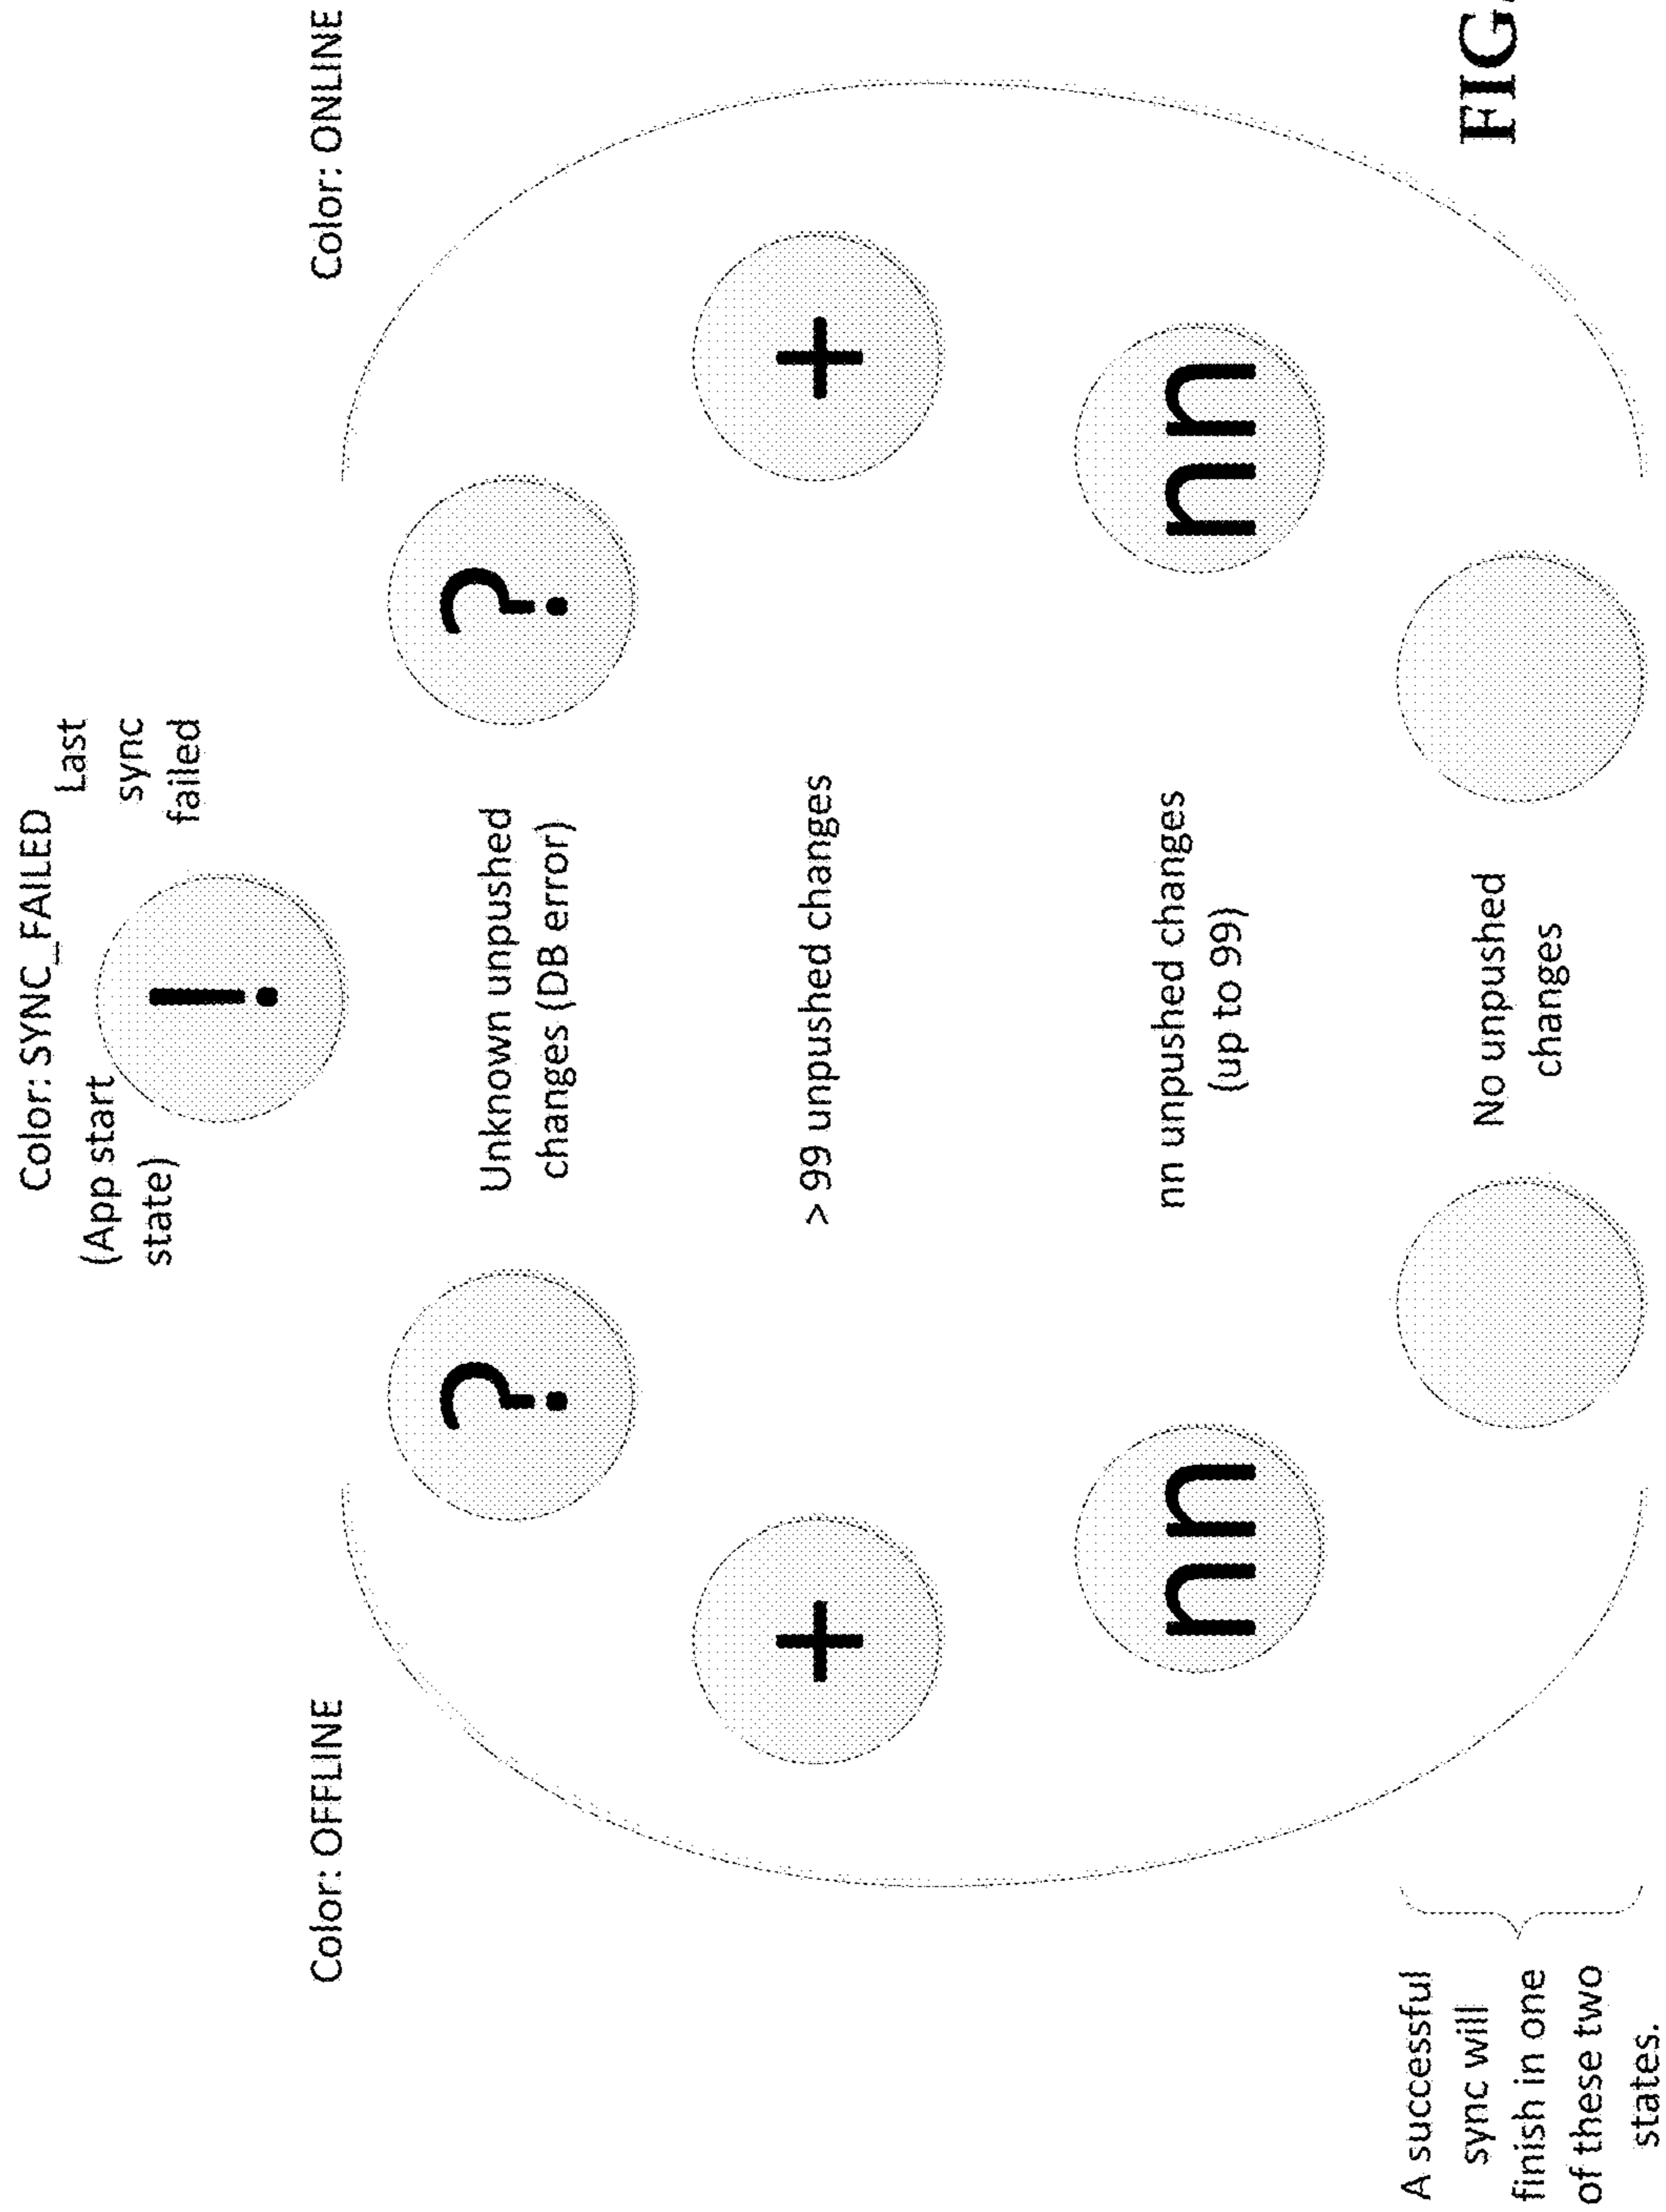 Color: SYNC_FAILED
(App start
state)
!
Last
sync
failed
Color: OFFLINE
Color: ONLINE
?
Unknown unpushed
changes (DB error)
?
+
> 99 unpushed changes
+
nn
nn unpushed changes
(up to 99)
nn
A successful
sync will
finish in one
of these two
states.
No unpushed
changes
FIG.